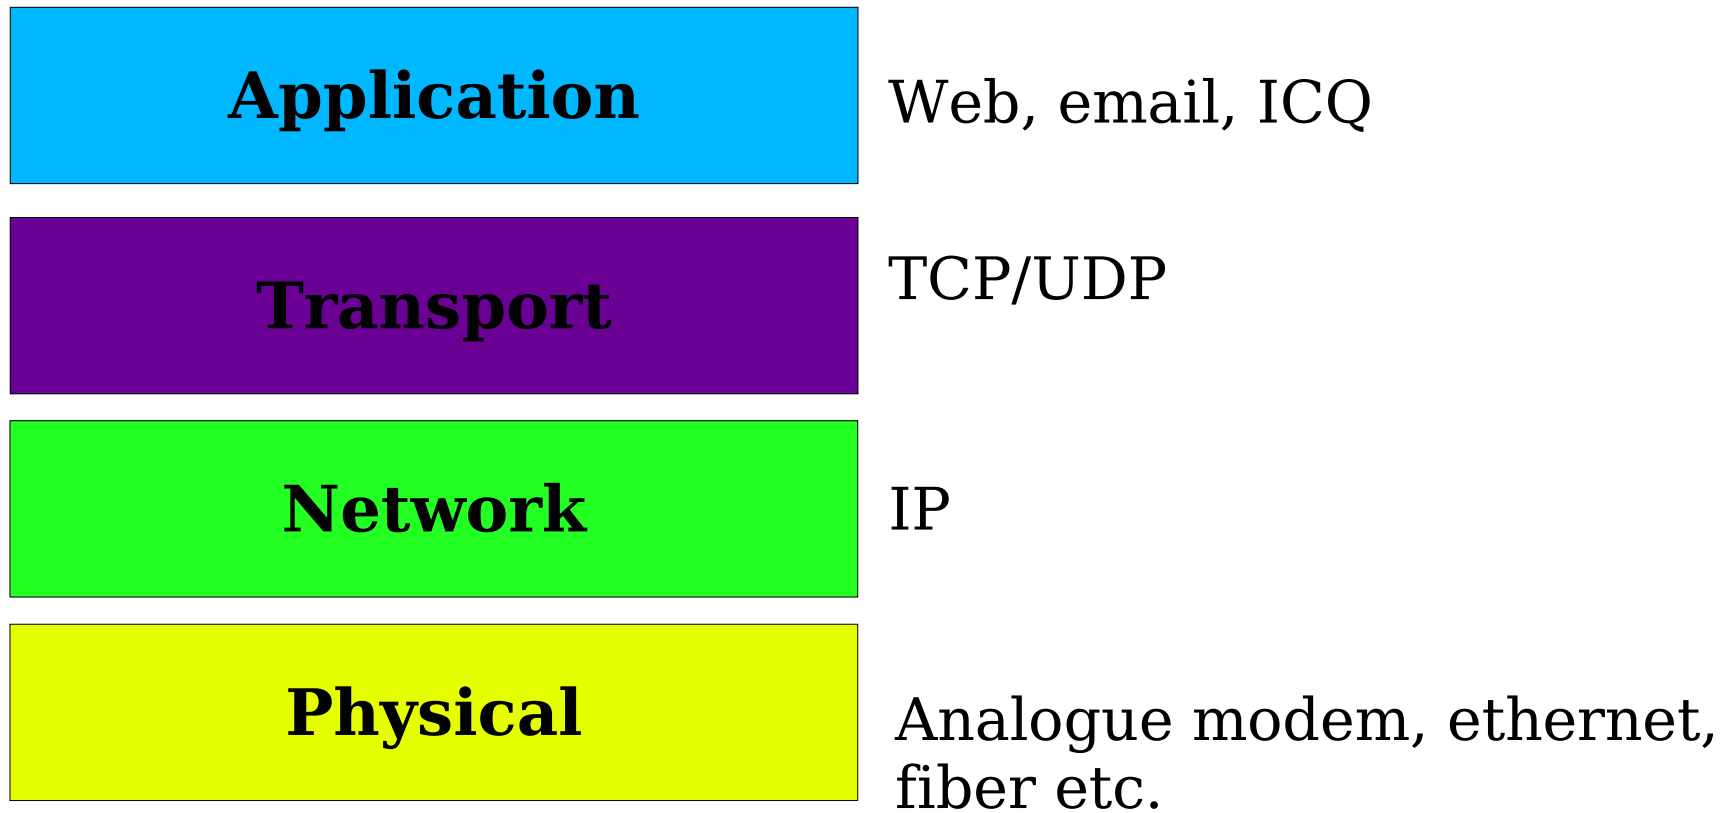 Application
Web, email, ICQ
Transport
TCP/UDP
Network
IP
Physical
Analogue modem, ethernet,
fiber etc.